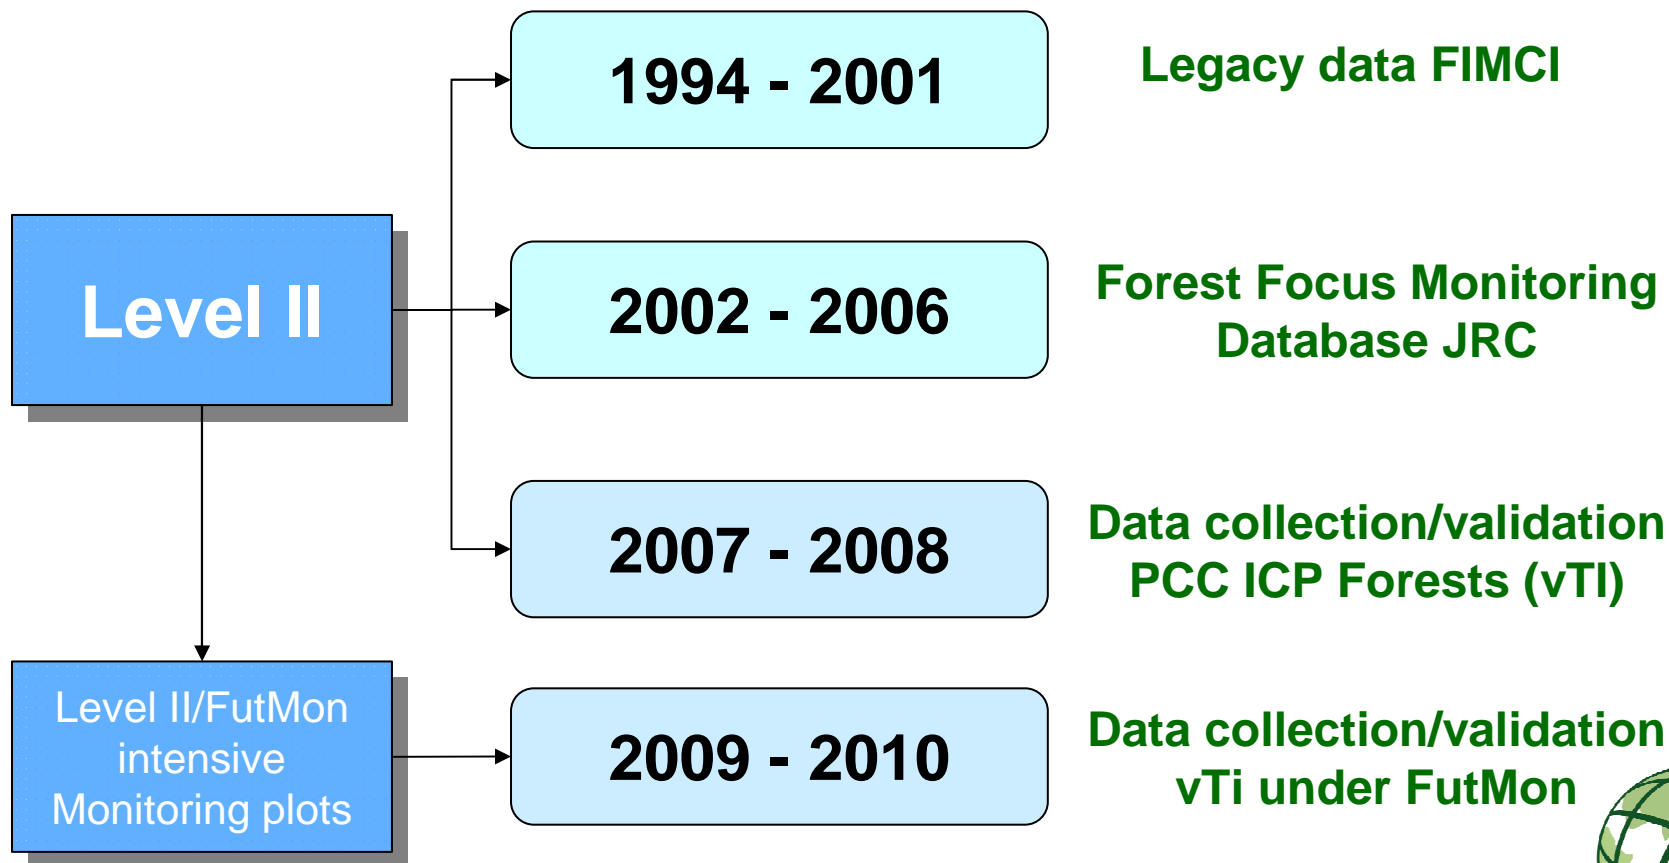 1994 - 2001
Legacy data FIMCI
Level II
2002 - 2006
Forest Focus Monitoring
Database JRC
2007 - 2008
Data collection/validation
PCC ICP Forests (vTI)
Level II/FutMon
intensive
Monitoring plots
2009 - 2010
Data collection/validation
vTi under FutMon